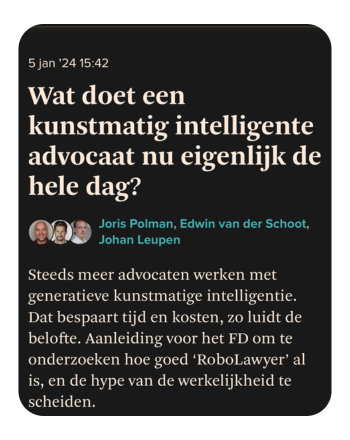 5 jan '24 15:42
Wat doet een
kunstmatig intelligente
advocaat nu eigenlijk de
hele dag?
Joris Polman, Edwin van der Schoot,
Johan Leupen
Steeds meer advocaten werken met
generatieve kunstmatige intelligentie.
Dat bespaart tijd en kosten, zo luidt de
belofte. Aanleiding voor het FD om te
onderzoeken hoe goed ‘RoboLawyer’ al
is, en de hype van de werkelijkheid te
scheiden.